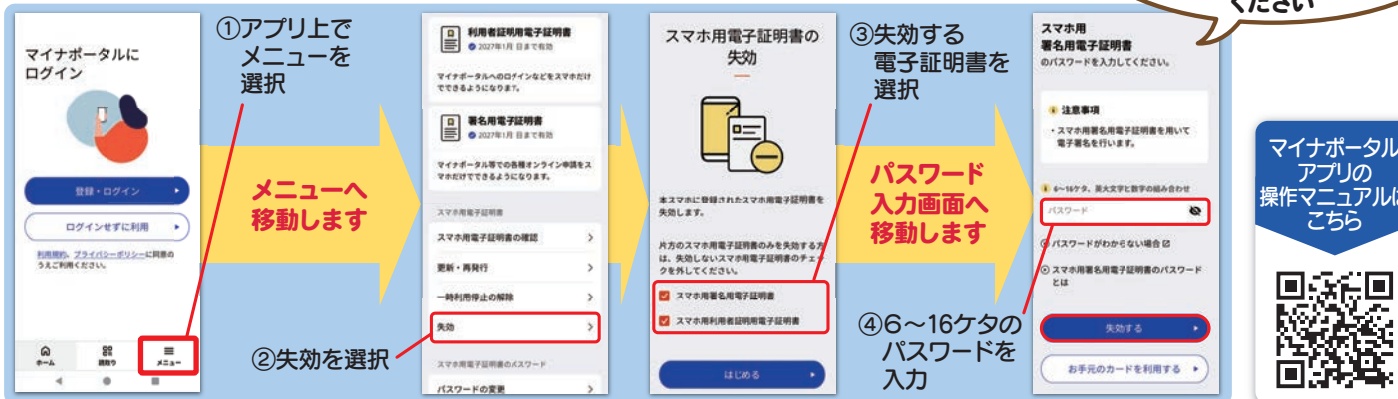 ください
①アプリ上で
メニューを
選択
マイナポータルに
ログイン
登録・ログイン
ログインせずに利用
利用規約、プライバシーポリシーに同意の
うえご利用ください。
ホーム
読取り
メニュー
メニューへ
移動します
利用者証明用電子証明書
2027年1月 日まで有効
マイナポータルへのログインなどをスマホだけ
でできるようになります。
署名用電子証明書
2027年1月 日まで有効
マイナポータル等での各種オンライン申請をス
マホだけでできるようになります。
スマホ用電子証明書
スマホ用電子証明書の確認
更新・再発行
一時利用停止の解除
失効
スマホ用電子証明書のパスワード
パスワードの変更
②失効を選択
スマホ用電子証明書の
失効
本スマホに登録されたスマホ用電子証明書を
失効します。
片方のスマホ用電子証明書のみを失効する方
は、失効しないスマホ用電子証明書のチェッ
クを外してください。
スマホ用署名用電子証明書
スマホ用利用者証明用電子証明書
はじめる
③失効する
電子証明書を
選択
パスワード
入力画面へ
移動します
④6～16ケタの
パスワードを
入力
スマホ用
署名用電子証明書
のパスワードを入力してください。
注意事項
・スマホ用署名用電子証明書を用いて
電子署名を行います。
6～16ケタ、英大文字と数字の組み合わせ
パスワード
パスワードがわからない場合
スマホ用署名用電子証明書のパスワード
とは
失効する
お手元のカードを利用する
マイナポータル
アプリの
操作マニュアルは
こちら